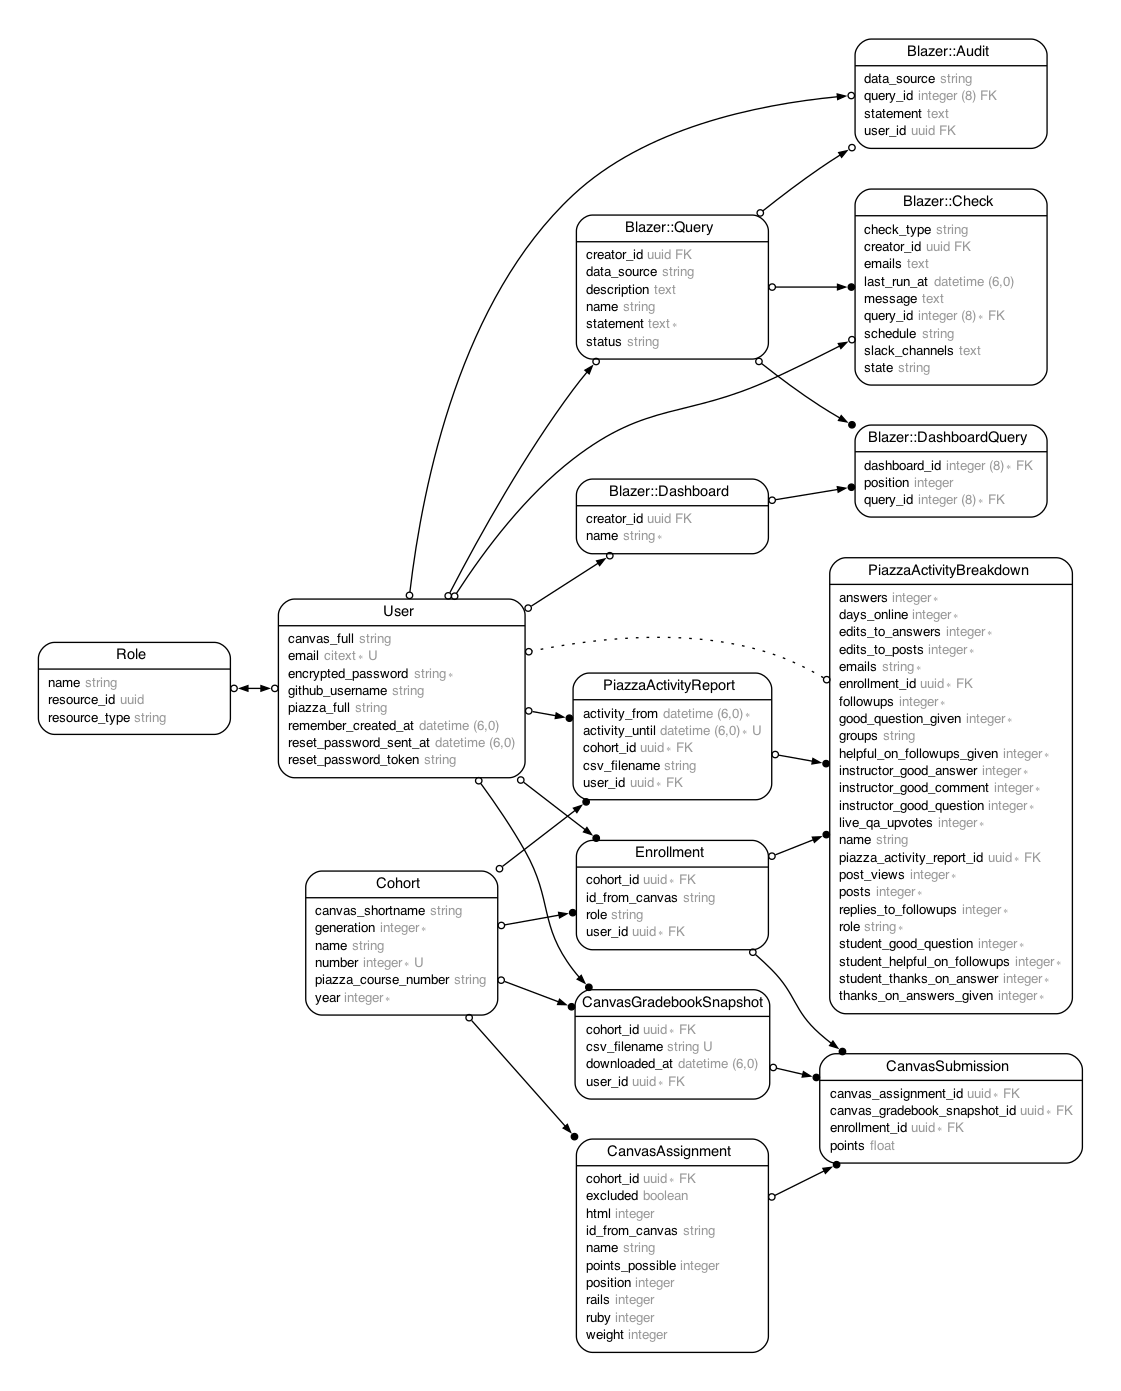 Blazer::Audit
data_source string
query_id integer (8) FK
statement text
user_id uuid FK
Blazer::Check
check_type string
creator_id uuid FK
emails text
last_run_at datetime (6,0)
message text
query_id integer (8)∗ FK
schedule string
slack_channels text
state string
Blazer::Query
creator_id uuid FK
data_source string
description text
name string
statement text∗
status string
Blazer::DashboardQuery
dashboard_id integer (8)∗ FK
position integer
query_id integer (8)∗ FK
Blazer::Dashboard
creator_id uuid FK
name string∗
PiazzaActivityBreakdown
answers integer∗
days_online integer∗
edits_to_answers integer∗
edits_to_posts integer∗
emails string∗
enrollment_id uuid∗ FK
followups integer∗
good_question_given integer∗
groups string
helpful_on_followups_given integer∗
instructor_good_answer integer∗
instructor_good_comment integer∗
instructor_good_question integer∗
live_qa_upvotes integer∗
name string
piazza_activity_report_id uuid∗ FK
post_views integer∗
posts integer∗
replies_to_followups integer∗
role string∗
student_good_question integer∗
student_helpful_on_followups integer∗
student_thanks_on_answer integer∗
thanks_on_answers_given integer∗
User
canvas_full string
email citext∗ U
encrypted_password string∗
github_username string
piazza_full string
remember_created_at datetime (6,0)
reset_password_sent_at datetime (6,0)
reset_password_token string
Role
name string
resource_id uuid
resource_type string
PiazzaActivityReport
activity_from datetime (6,0)∗
activity_until datetime (6,0)∗ U
cohort_id uuid∗ FK
csv_filename string
user_id uuid∗ FK
Enrollment
cohort_id uuid∗ FK
id_from_canvas string
role string
user_id uuid∗ FK
Cohort
canvas_shortname string
generation integer∗
name string
number integer∗ U
piazza_course_number string
year integer∗
CanvasGradebookSnapshot
cohort_id uuid∗ FK
csv_filename string U
downloaded_at datetime (6,0)
user_id uuid∗ FK
CanvasSubmission
canvas_assignment_id uuid∗ FK
canvas_gradebook_snapshot_id uuid∗ FK
enrollment_id uuid∗ FK
points float
CanvasAssignment
cohort_id uuid∗ FK
excluded boolean
html integer
id_from_canvas string
name string
points_possible integer
position integer
rails integer
ruby integer
weight integer